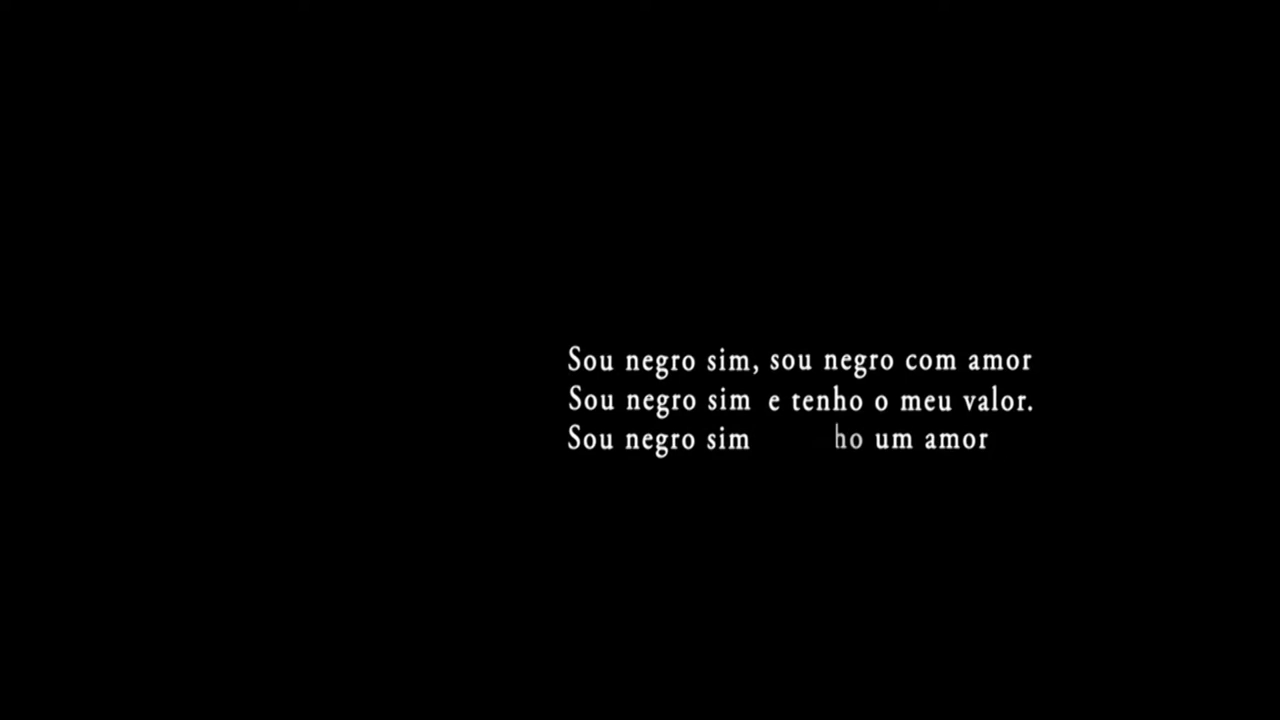 Sou negro sim, sou negro com amor
Sou negro sim e tenho o meu valor.
Sou negro sim ho um amor